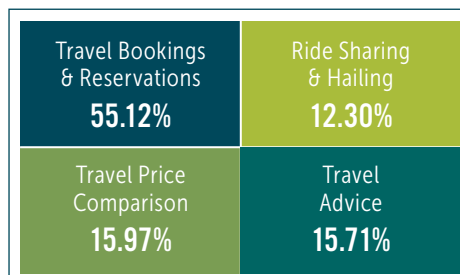 Travel Bookings
& Reservations
55.12%
Ride Sharing
& Hailing
12.30%
Travel Price
Comparison
15.97%
Travel
Advice
15.71%